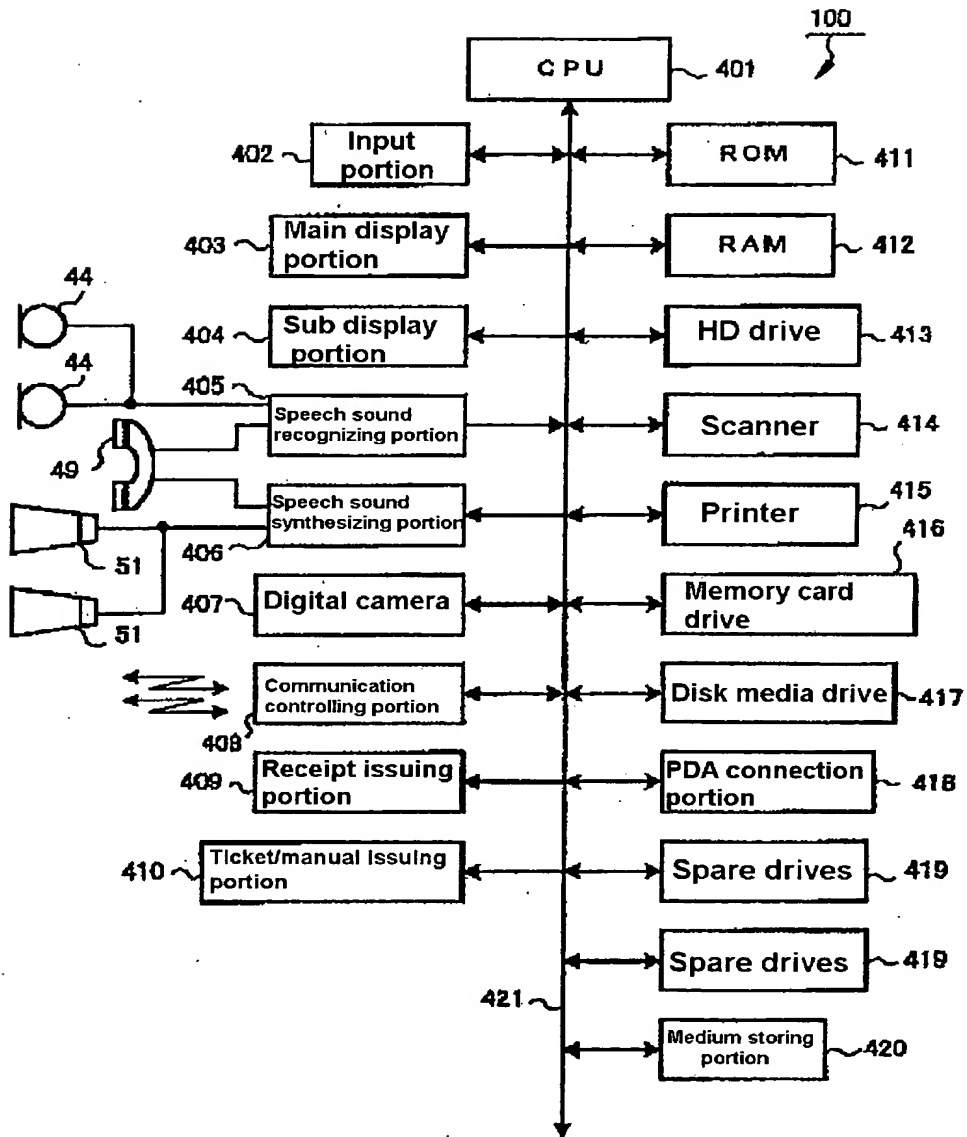 100
CPU
401
402
Input
portion
ROM
411
403
Main display
portion
RAM
412
44
404
Sub display
portion
HD drive
413
44
405
Speech sound
recognizing portion
Scanner
414
49
Speech sound
synthesizing portion
406
Printer
415
416
51
51
407
Digital camera
Memory card
drive
Communication
controlling portion
408
Disk media drive
417
409
Receipt issuing
portion
PDA connection
portion
418
410
Ticket/manual issuing
portion
Spare drives
419
Spare drives
419
421
Medium storing
portion
420